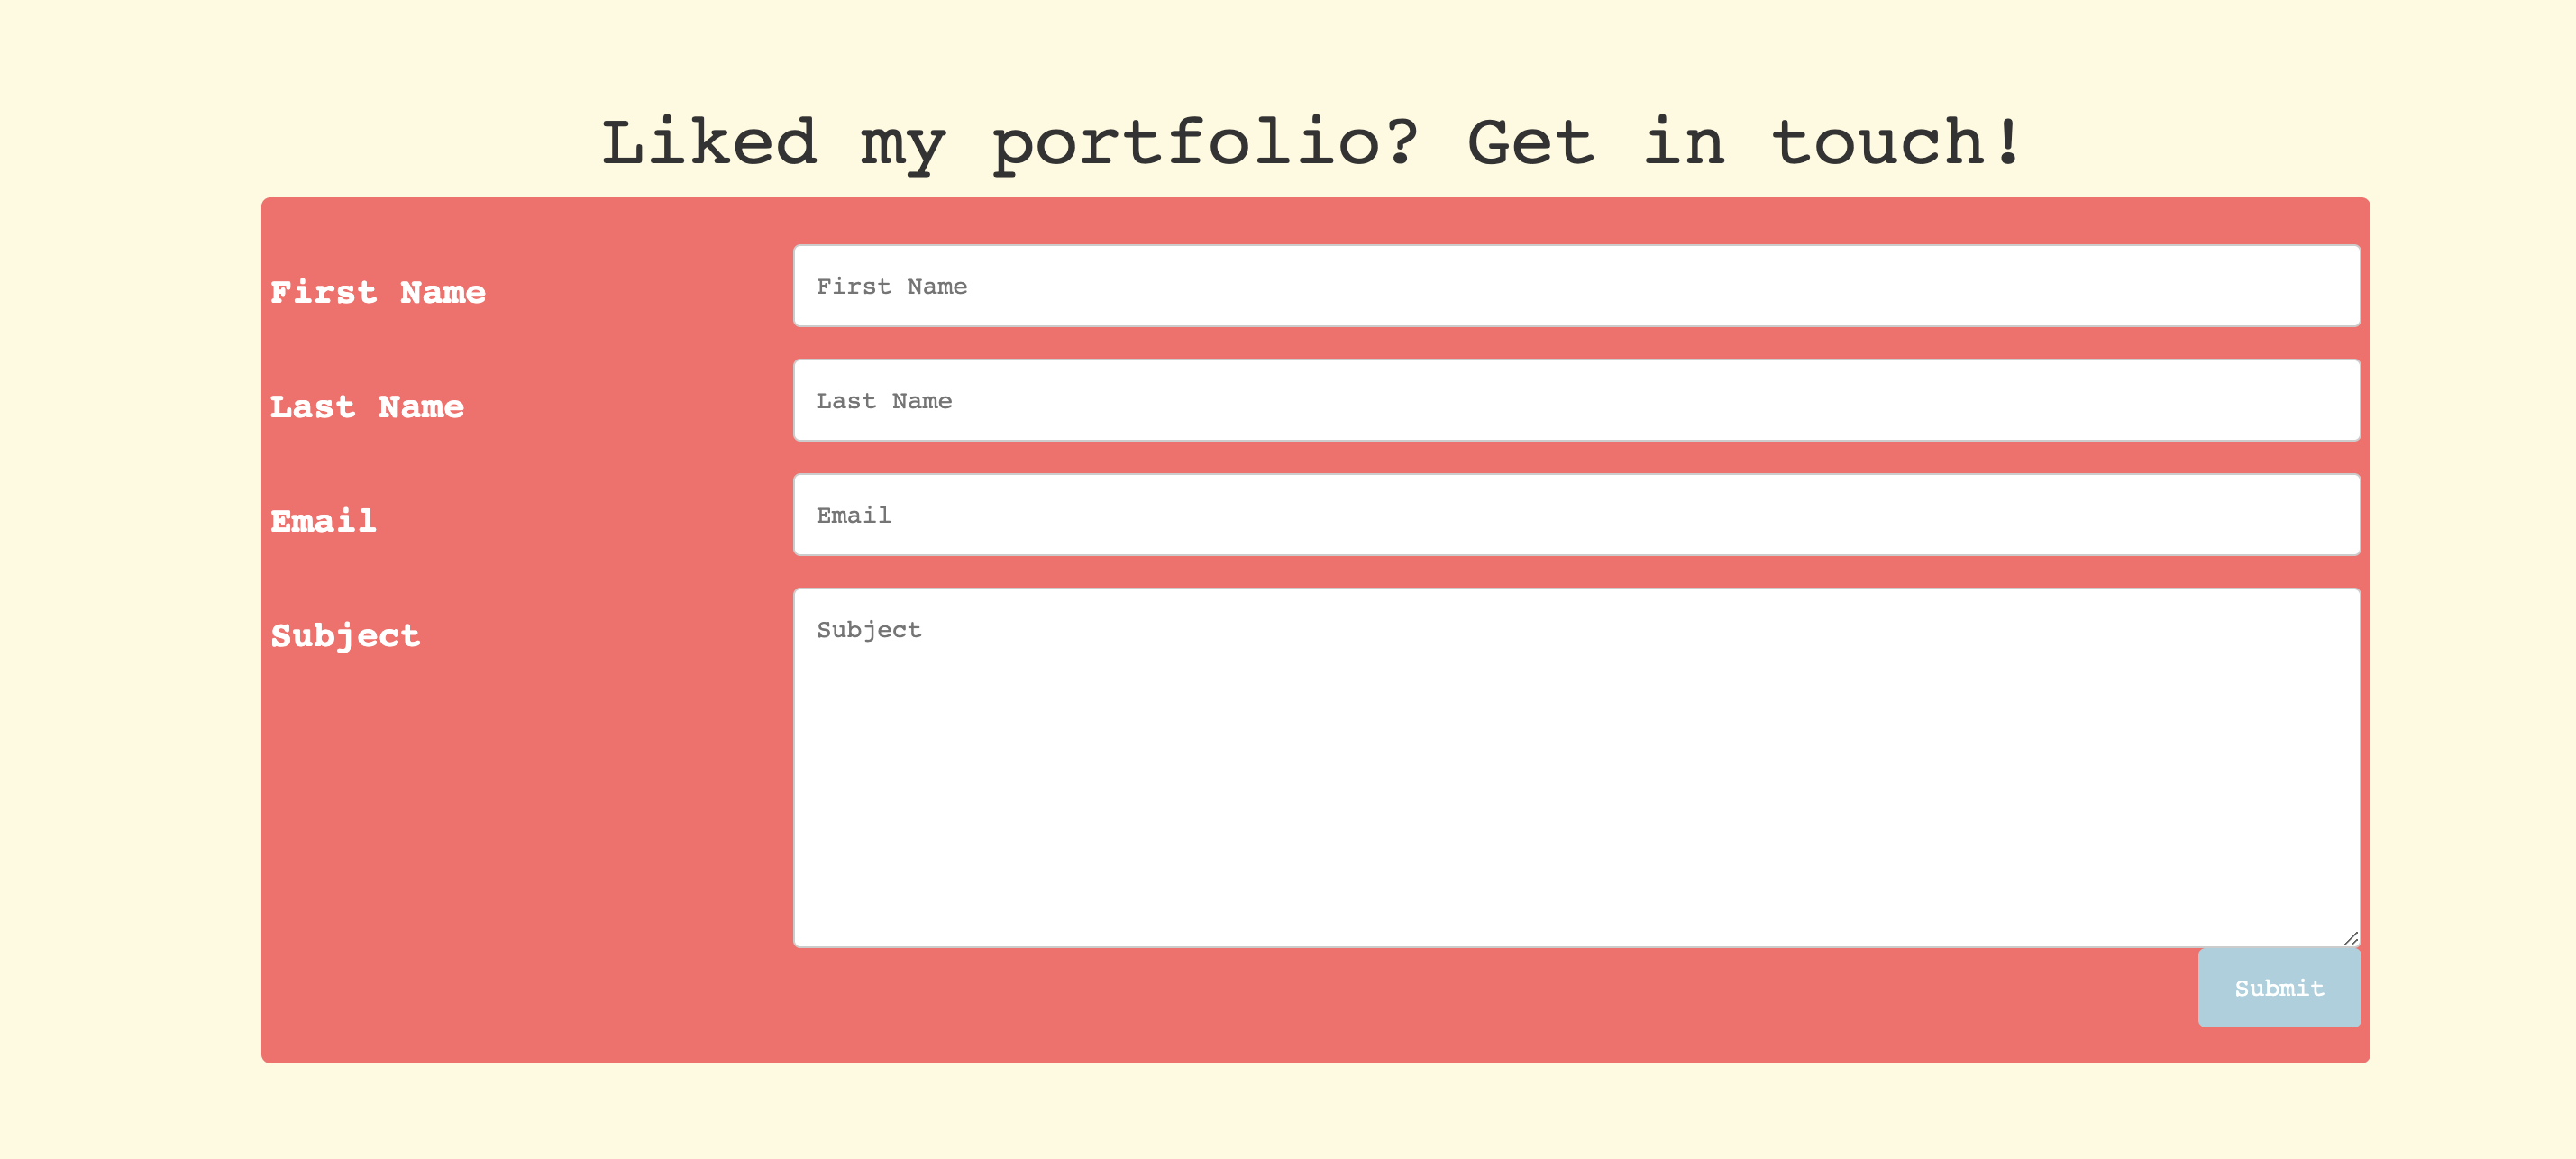 Liked my portfolio? Get in touch!
First Name
First Name
Last Name
Last Name
Email
Email
Subject
Subject
Submit